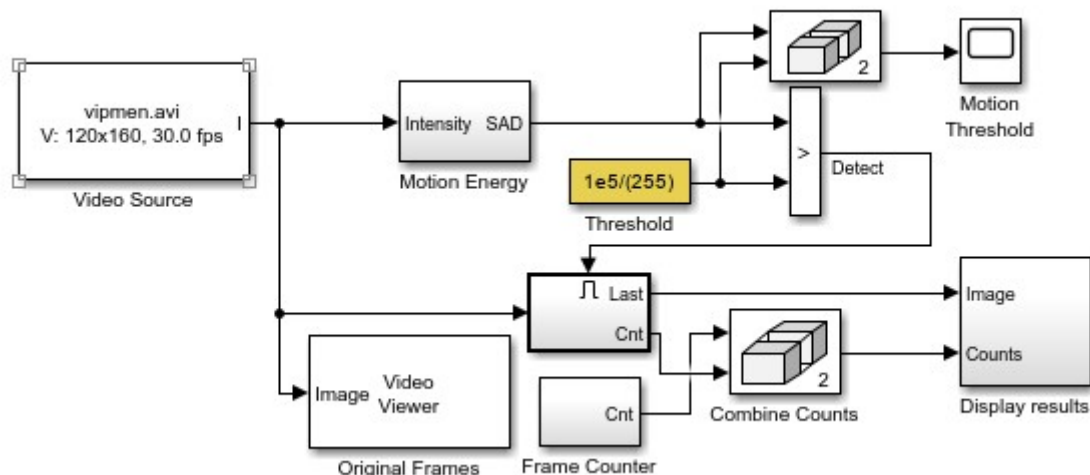 vipmen.avi
V: 120x160, 30.0 fps
I
Video Source
Intensity SAD
Motion Energy
2
Motion
Threshold
1e5/(255)
Threshold
>
Detect
Last
Cnt
Image
Video
Viewer
Original Frames
Cnt
Frame Counter
2
Combine Counts
Image
Counts
Display results